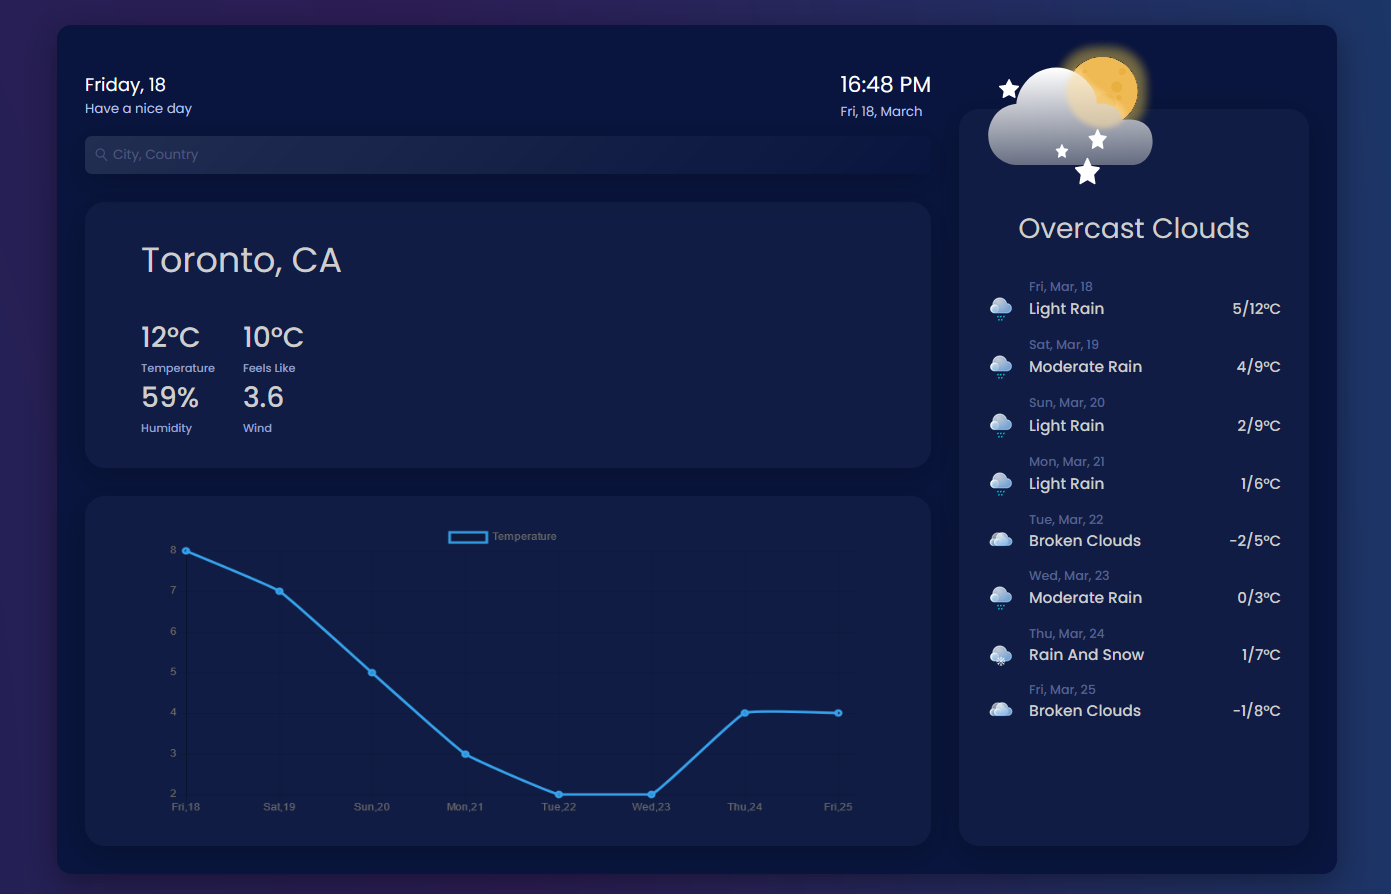 Friday, 18
Have a nice day
16:48 PM
Fri, 18, March
City, Country
Toronto, CA
12°C 10°C
Temperature Feels Like
59% 3.6
Humidity Wind
Temperature
8
7
6
5
4
3
2
Fri,18 Sat,19 Sun,20 Mon,21 Tue,22 Wed,23 Thu,24 Fri,25
Overcast Clouds
Fri, Mar, 18
Light Rain 5/12°C
Sat, Mar, 19
Moderate Rain 4/9°C
Sun, Mar, 20
Light Rain 2/9°C
Mon, Mar, 21
Light Rain 1/6°C
Tue, Mar, 22
Broken Clouds -2/5°C
Wed, Mar, 23
Moderate Rain 0/3°C
Thu, Mar, 24
Rain And Snow 1/7°C
Fri, Mar, 25
Broken Clouds -1/8°C